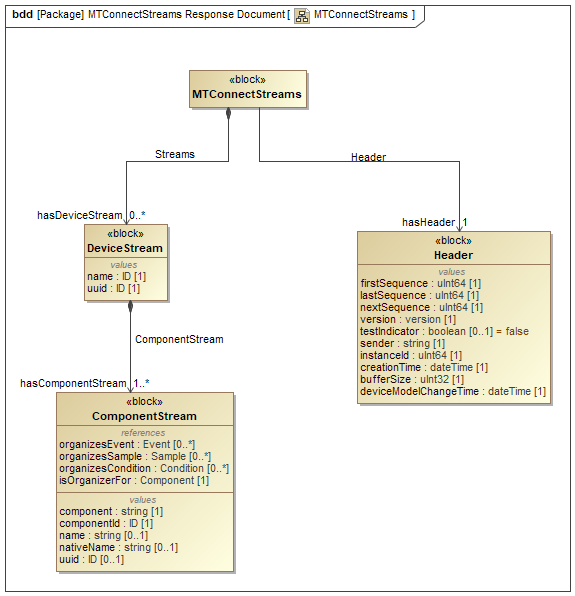 bdd [Package] MTConnectStreams Response Document [ MTConnectStreams ]
«block»
MTConnectStreams
Streams
Header
hasDeviceStream 0..*
hasHeader 1
«block»
DeviceStream
values
name : ID [1]
uuid : ID [1]
«block»
Header
values
firstSequence : uInt64 [1]
lastSequence : uInt64 [1]
nextSequence : uInt64 [1]
version : version [1]
testIndicator : boolean [0..1] = false
sender : string [1]
instanceId : uInt64 [1]
creationTime : dateTime [1]
bufferSize : uInt32 [1]
deviceModelChangeTime : dateTime [1]
ComponentStream
hasComponentStream 1..*
«block»
ComponentStream
references
organizesEvent : Event [0..*]
organizesSample : Sample [0..*]
organizesCondition : Condition [0..*]
isOrganizerFor : Component [1]
values
component : string [1]
componentId : ID [1]
name : string [0..1]
nativeName : string [0..1]
uuid : ID [0..1]